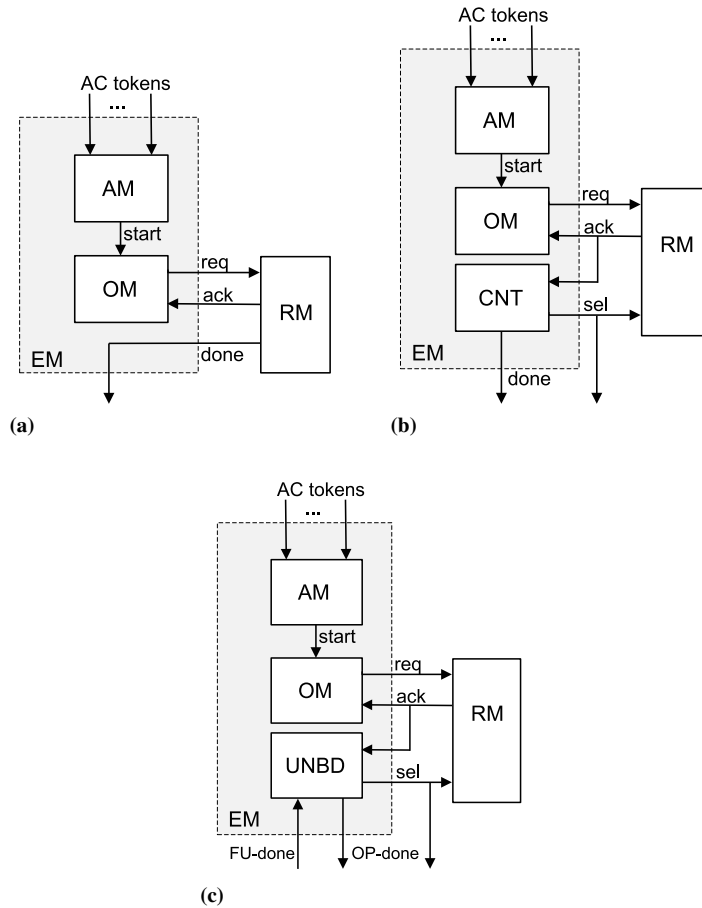 AC tokens
...
AM
start
OM
req
ack
RM
done
EM
(a)
AC tokens
...
AM
start
OM
req
ack
RM
CNT
sel
EM
done
(b)
AC tokens
...
AM
start
OM
req
ack
RM
UNBD
sel
EM
FU-done
OP-done
(c)